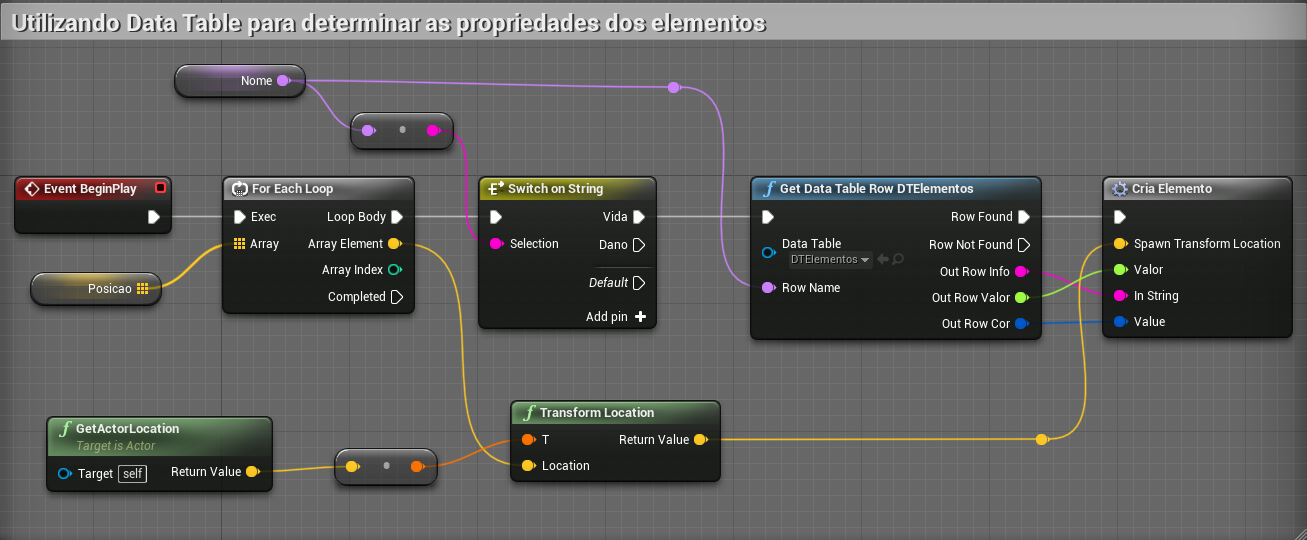 Utilizando Data Table para determinar as propriedades dos elementos
Nome
Event BeginPlay
For Each Loop
Exec
Loop Body
Array
Array Element
Array Index
Completed
Posicao
Switch on String
Vida
Selection
Dano
Default
Add pin
Get Data Table Row DTElementos
Row Found
Data Table
DTElementos
Row Not Found
Out Row Info
Row Name
Out Row Valor
Out Row Cor
Cria Elemento
Spawn Transform Location
Valor
In String
Value
GetActorLocation
Target is Actor
Target self
Return Value
Transform Location
T
Return Value
Location